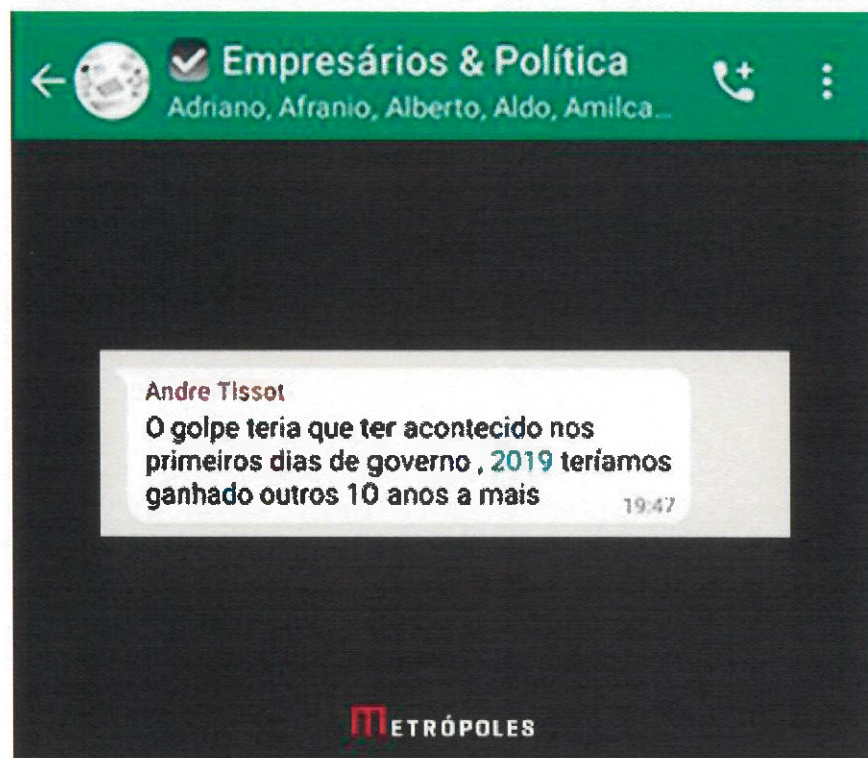 Empresários & Política
Adriano, Afranio, Alberto, Aldo, Amilca...
Andre Tissot
O golpe teria que ter acontecido nos
primeiros dias de governo , 2019 teríamos
ganhado outros 10 anos a mais
19:47
METRÓPOLES